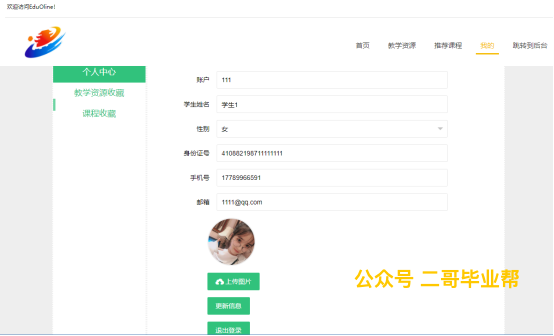 欢迎访问EduOline!
首页 教学资源 推荐课程 我的 跳转到后台
个人中心
教学资源收藏
课程收藏
账户 111
学生姓名 学生1
性别 女
身份证号 410882198711111111
手机号 17789966591
邮箱 1111@qq.com
上传图片
公众号 二哥毕业帮
更新信息
退出登录